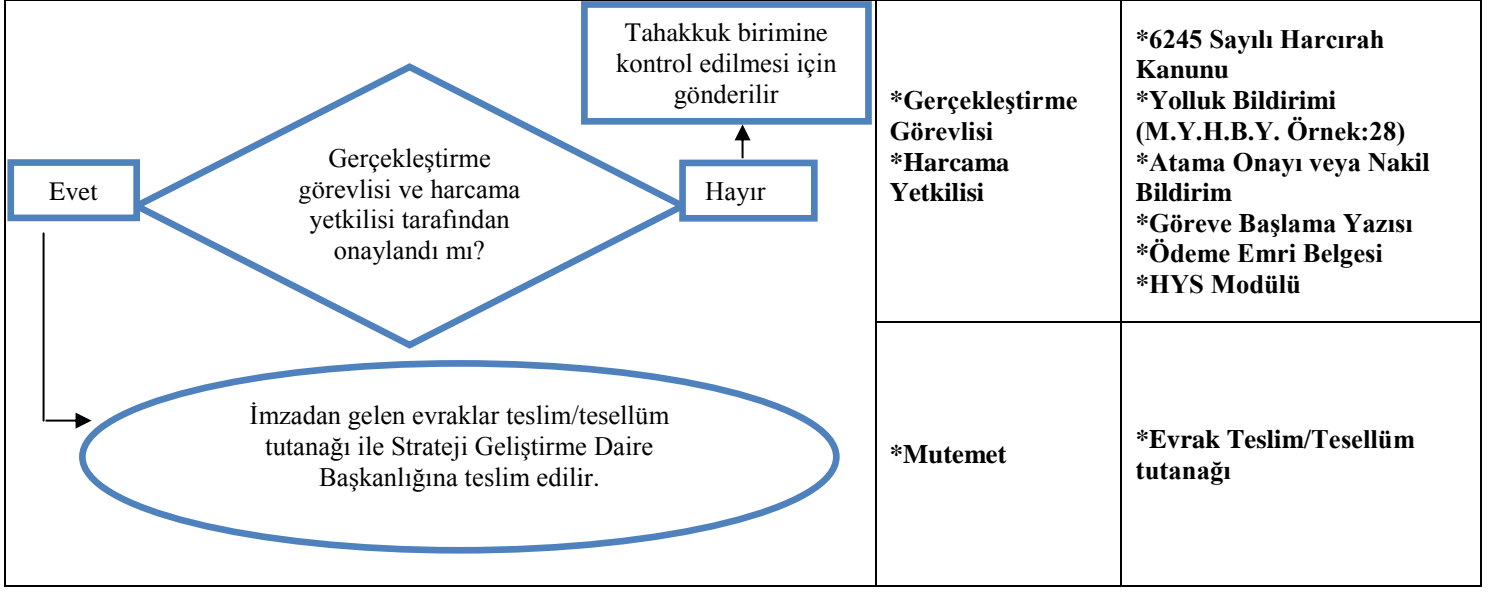 Tahakkuk birimine
kontrol edilmesi için
gönderilir
Evet
Gerçekleştirme
görevlisi ve harcama
yetkilisi tarafından
onaylandı mı?
Hayır
*Gerçekleştirme
Görevlisi
*Harcama
Yetkilisi
*6245 Sayılı Harcırah
Kanunu
*Yolluk Bildirimi
(M.Y.H.B.Y. Örnek:28)
*Atama Onayı veya Nakil
Bildirim
*Göreve Başlama Yazısı
*Ödeme Emri Belgesi
*HYS Modülü
İmzadan gelen evraklar teslim/tesellüm
tutanağı ile Strateji Geliştirme Daire
Başkanlığına teslim edilir.
*Mutemet
*Evrak Teslim/Tesellüm
tutanağı